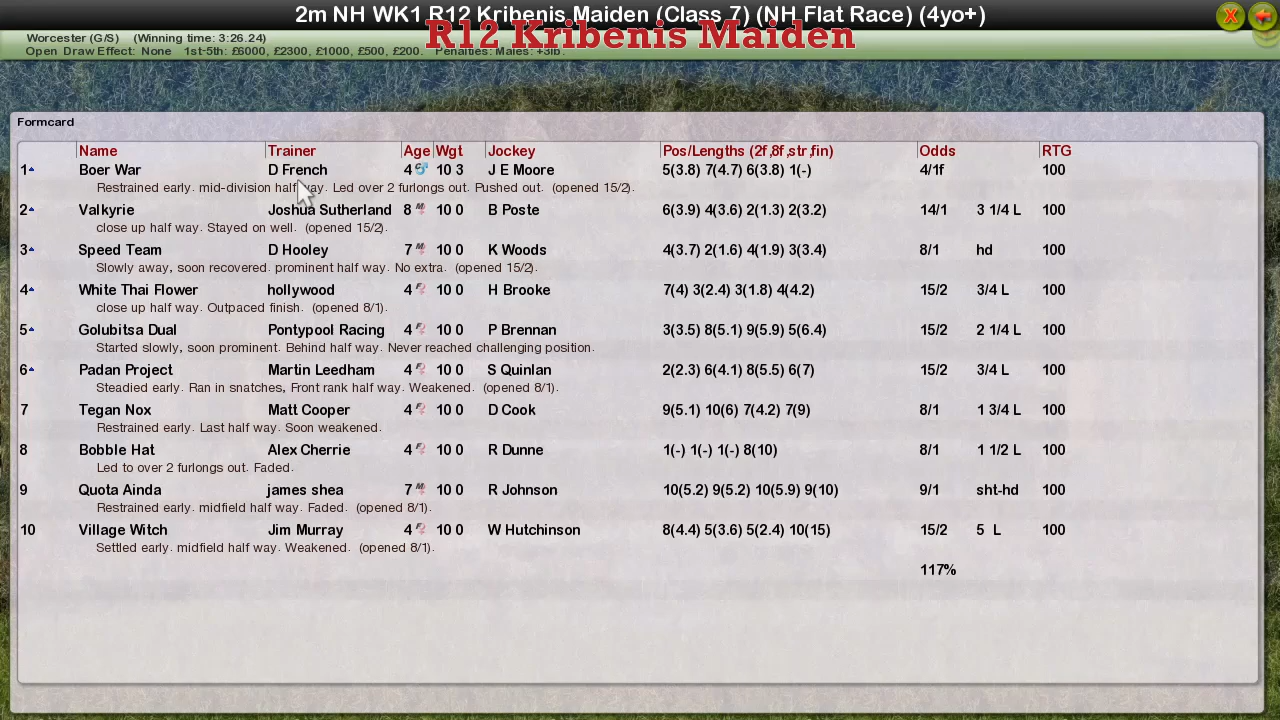 2m NH WK1 R12 Kribenis Maiden (Class 7) (NH Flat Race) (4yo+)
R12 Kribenis Maiden
Worcester (G/S) (Winning time: 3:26.24)
Open Draw Effect: None 1st-5th: £6000, £2300, £1000, £500, £200. Penalties: Males: +3lb.
Formcard
Name Trainer Age Wgt Jockey Pos/Lengths (2f,8f,str,fin) Odds RTG
1 Boer War D French 4 10 3 J E Moore 5(3.8) 7(4.7) 6(3.8) 1(-) 4/1f 100
Restrained early. mid-division half way. Led over 2 furlongs out. Pushed out. (opened 15/2).
2 Valkyrie Joshua Sutherland 8 10 0 B Poste 6(3.9) 4(3.6) 2(1.3) 2(3.2) 14/1 3 1/4 L 100
close up half way. Stayed on well. (opened 15/2).
3 Speed Team D Hooley 7 10 0 K Woods 4(3.7) 2(1.6) 4(1.9) 3(3.4) 8/1 hd 100
Slowly away, soon recovered. prominent half way. No extra. (opened 15/2).
4 White Thai Flower hollywood 4 10 0 H Brooke 7(4) 3(2.4) 3(1.8) 4(4.2) 15/2 3/4 L 100
close up half way. Outpaced finish. (opened 8/1).
5 Golubitsa Dual Pontypool Racing 4 10 0 P Brennan 3(3.5) 8(5.1) 9(5.9) 5(6.4) 15/2 2 1/4 L 100
Started slowly, soon prominent. Behind half way. Never reached challenging position.
6 Padan Project Martin Leedham 4 10 0 S Quinlan 2(2.3) 6(4.1) 8(5.5) 6(7) 15/2 3/4 L 100
Steadied early. Ran in snatches, Front rank half way. Weakened. (opened 8/1).
7 Tegan Nox Matt Cooper 4 10 0 D Cook 9(5.1) 10(6) 7(4.2) 7(9) 8/1 1 3/4 L 100
Restrained early. Last half way. Soon weakened.
8 Bobble Hat Alex Cherrie 4 10 0 R Dunne 1(-) 1(-) 1(-) 8(10) 8/1 1 1/2 L 100
Led to over 2 furlongs out. Faded.
9 Quota Ainda james shea 7 10 0 R Johnson 10(5.2) 9(5.2) 10(5.9) 9(10) 9/1 sht-hd 100
Restrained early. midfield half way. Faded. (opened 8/1).
10 Village Witch Jim Murray 4 10 0 W Hutchinson 8(4.4) 5(3.6) 5(2.4) 10(15) 15/2 5 L 100
Settled early. midfield half way. Weakened. (opened 8/1).
117%